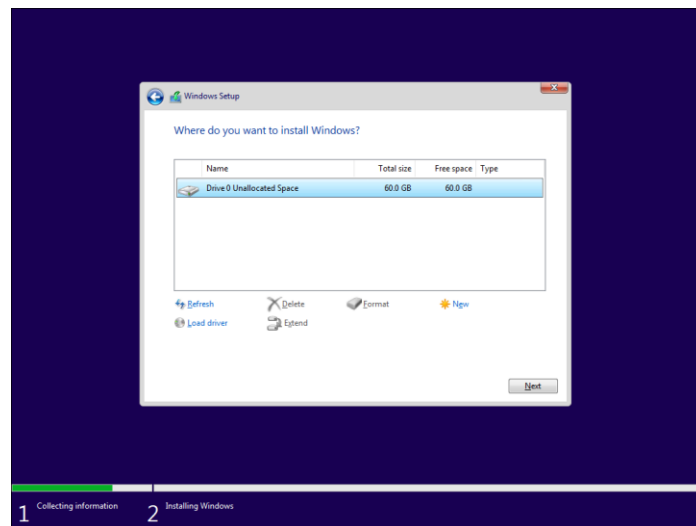 Windows Setup
Where do you want to install Windows?
Name Total size Free space Type
Drive 0 Unallocated Space 60.0 GB 60.0 GB
Refresh Delete Format New
Load driver Extend
Next
1 Collecting information 2 Installing Windows